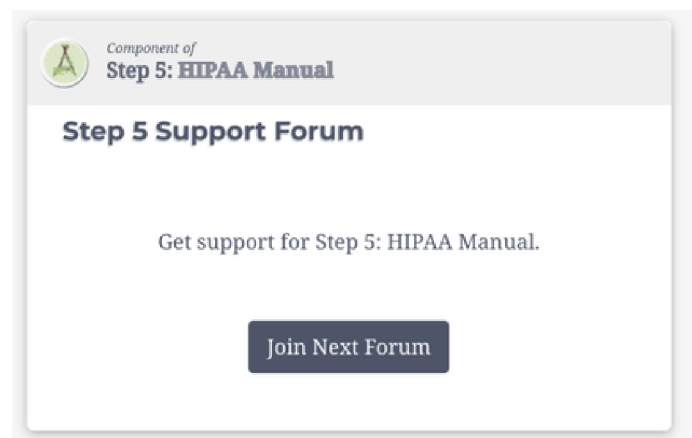 Component of
Step 5: HIPAA Manual
Step 5 Support Forum
Get support for Step 5: HIPAA Manual.
Join Next Forum